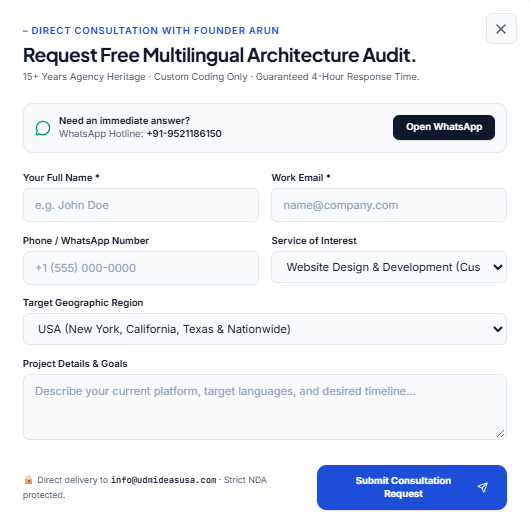 – DIRECT CONSULTATION WITH FOUNDER ARUN
Request Free Multilingual Architecture Audit.
15+ Years Agency Heritage · Custom Coding Only · Guaranteed 4-Hour Response Time.
Need an immediate answer?
WhatsApp Hotline: +91-9521186150
Open WhatsApp
Your Full Name *
Work Email *
e.g. John Doe
name@company.com
Phone / WhatsApp Number
Service of Interest
+1 (555) 000-0000
Website Design & Development (Cus
Target Geographic Region
USA (New York, California, Texas & Nationwide)
Project Details & Goals
Describe your current platform, target languages, and desired timeline...
🔒 Direct delivery to info@udmideasusa.com · Strict NDA
protected.
Submit Consultation
Request